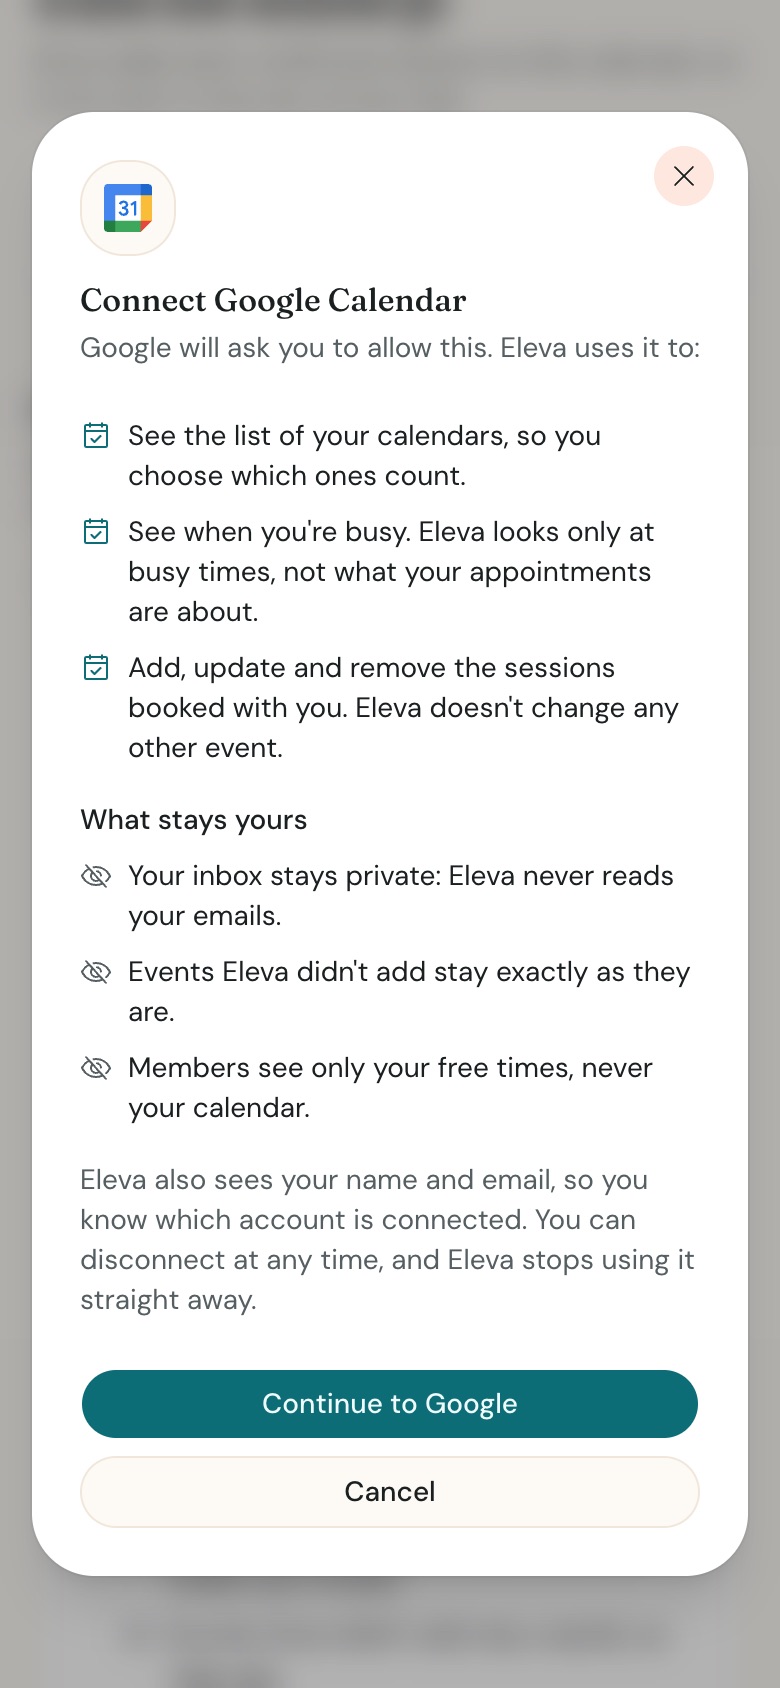 31
Connect Google Calendar
Google will ask you to allow this. Eleva uses it to:
See the list of your calendars, so you
choose which ones count.
See when you're busy. Eleva looks only at
busy times, not what your appointments
are about.
Add, update and remove the sessions
booked with you. Eleva doesn't change any
other event.
What stays yours
Your inbox stays private: Eleva never reads
your emails.
Events Eleva didn't add stay exactly as they
are.
Members see only your free times, never
your calendar.
Eleva also sees your name and email, so you
know which account is connected. You can
disconnect at any time, and Eleva stops using it
straight away.
Continue to Google
Cancel